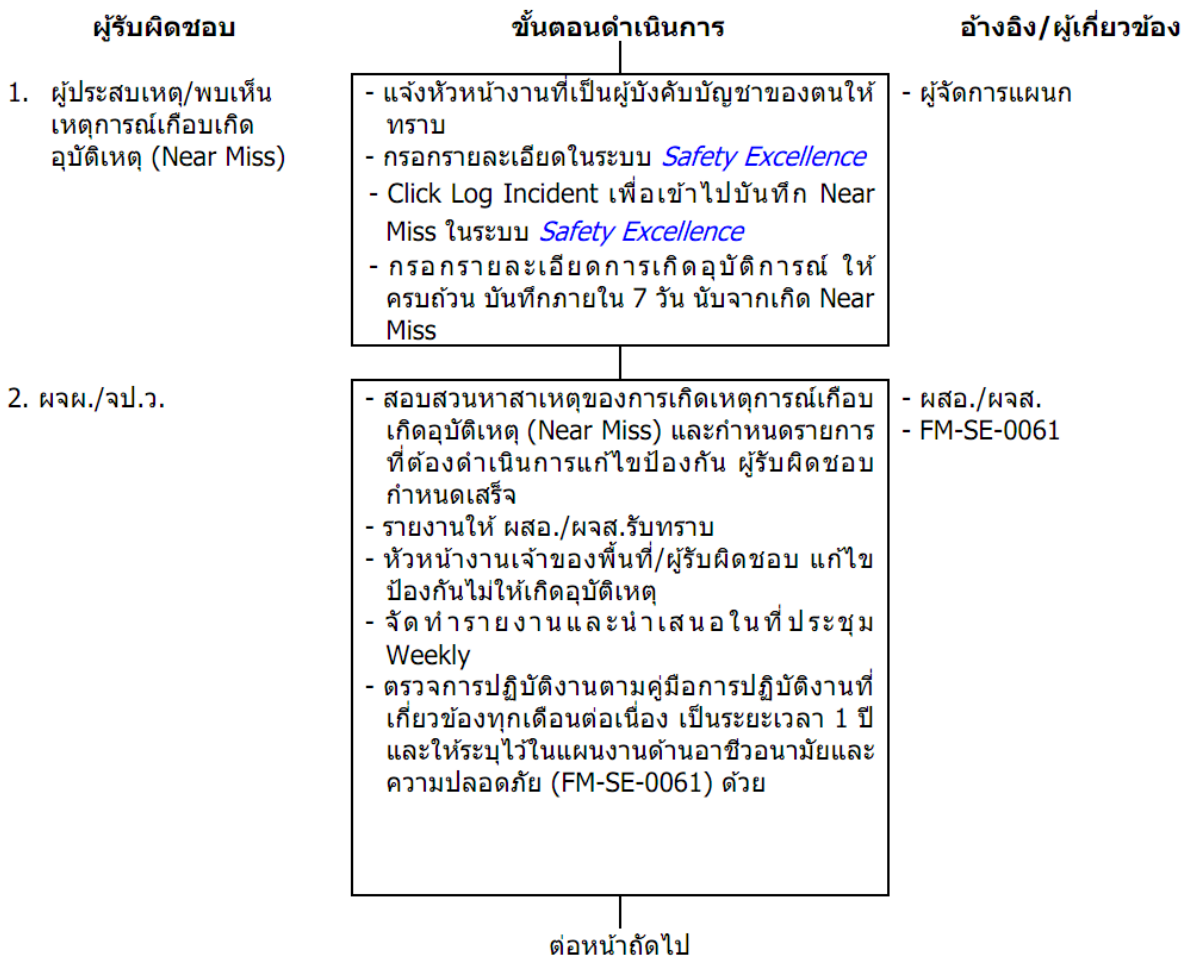 ผู้รับผิดชอบ
ขั้นตอนดำเนินการ
อ้างอิง/ผู้เกี่ยวข้อง
1. ผู้ประสบเหตุ/พบเห็น
เหตุการณ์เกือบเกิด
อุบัติเหตุ (Near Miss)
- แจ้งหัวหน้างานที่เป็นผู้บังคับบัญชาของตนให้
ทราบ
- กรอกรายละเอียดในระบบ Safety Excellence
- Click Log Incident เพื่อเข้าไปบันทึก Near
Miss ในระบบ Safety Excellence
- กรอกรายละเอียดการเกิดอุบัติการณ์ ให้
ครบถ้วน บันทึกภายใน 7 วัน นับจากเกิด Near
Miss
- ผู้จัดการแผนก
2. ผจผ./จป.ว.
- สอบสวนหาสาเหตุของการเกิดเหตุการณ์เกือบ
เกิดอุบัติเหตุ (Near Miss) และกำหนดรายการ
ที่ต้องดำเนินการแก้ไขป้องกัน ผู้รับผิดชอบ
กำหนดเสร็จ
- รายงานให้ ผสอ./ผจส.รับทราบ
- หัวหน้างานเจ้าของพื้นที่/ผู้รับผิดชอบ แก้ไข
ป้องกันไม่ให้เกิดอุบัติเหตุ
- จัดทำรายงานและนำเสนอในที่ประชุม
Weekly
- ตรวจการปฏิบัติงานตามคู่มือการปฏิบัติงานที่
เกี่ยวข้องทุกเดือนต่อเนื่อง เป็นระยะเวลา 1 ปี
และให้ระบุไว้ในแผนงานด้านอาชีวอนามัยและ
ความปลอดภัย (FM-SE-0061) ด้วย
- ผสอ./ผจส.
- FM-SE-0061
ต่อหน้าถัดไป